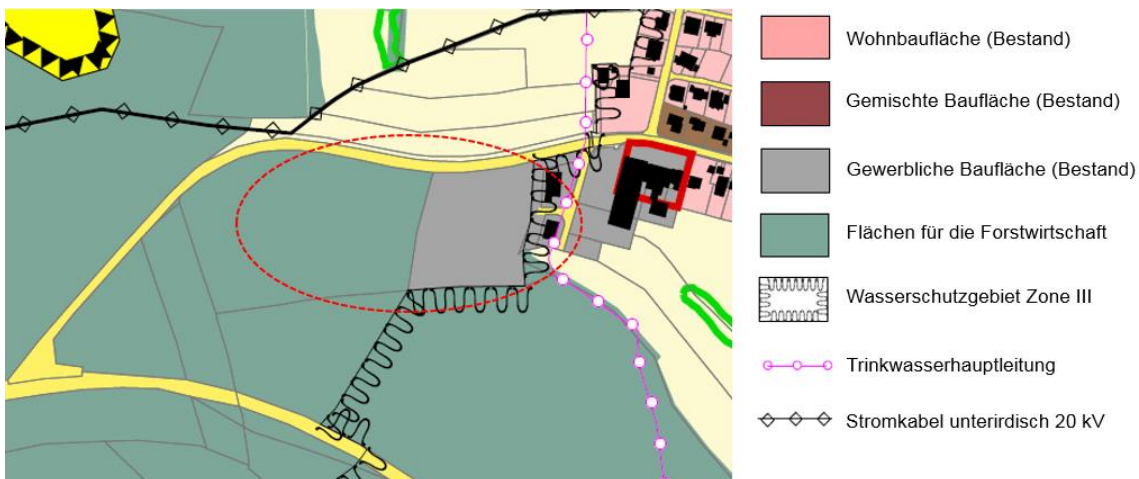 Wohnbaufläche (Bestand)
Gemischte Baufläche (Bestand)
Gewerbliche Baufläche (Bestand)
Flächen für die Forstwirtschaft
Wasserschutzgebiet Zone III
Trinkwasserhauptleitung
Stromkabel unterirdisch 20 kV